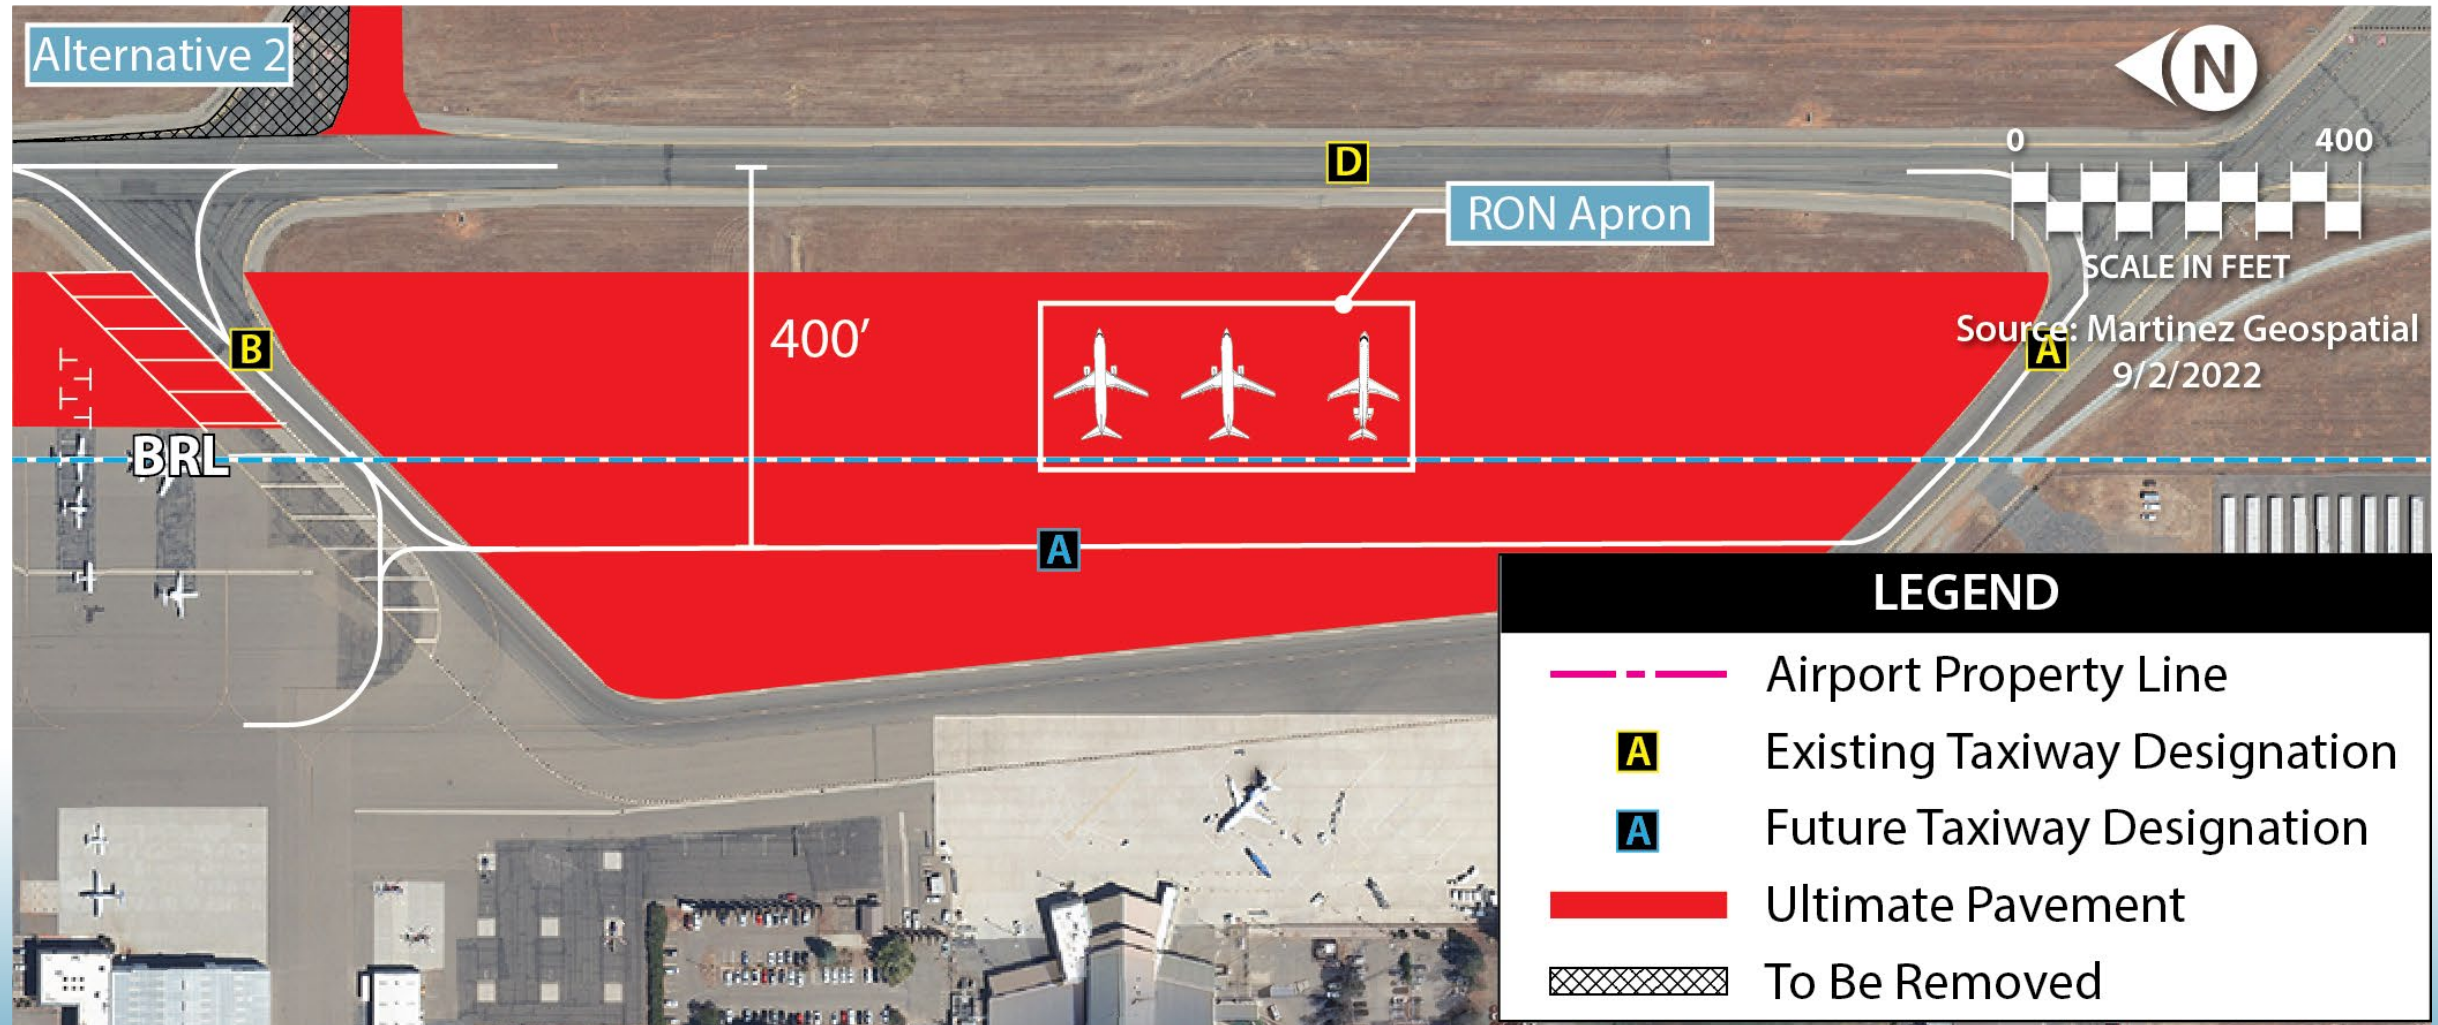 Alternative 2
N
0 400
D
RON Apron
SCALE IN FEET
Source: Martinez Geospatial
9/2/2022
B
400’
A
BRL
A
LEGEND
Airport Property Line
A Existing Taxiway Designation
A Future Taxiway Designation
Ultimate Pavement
To Be Removed